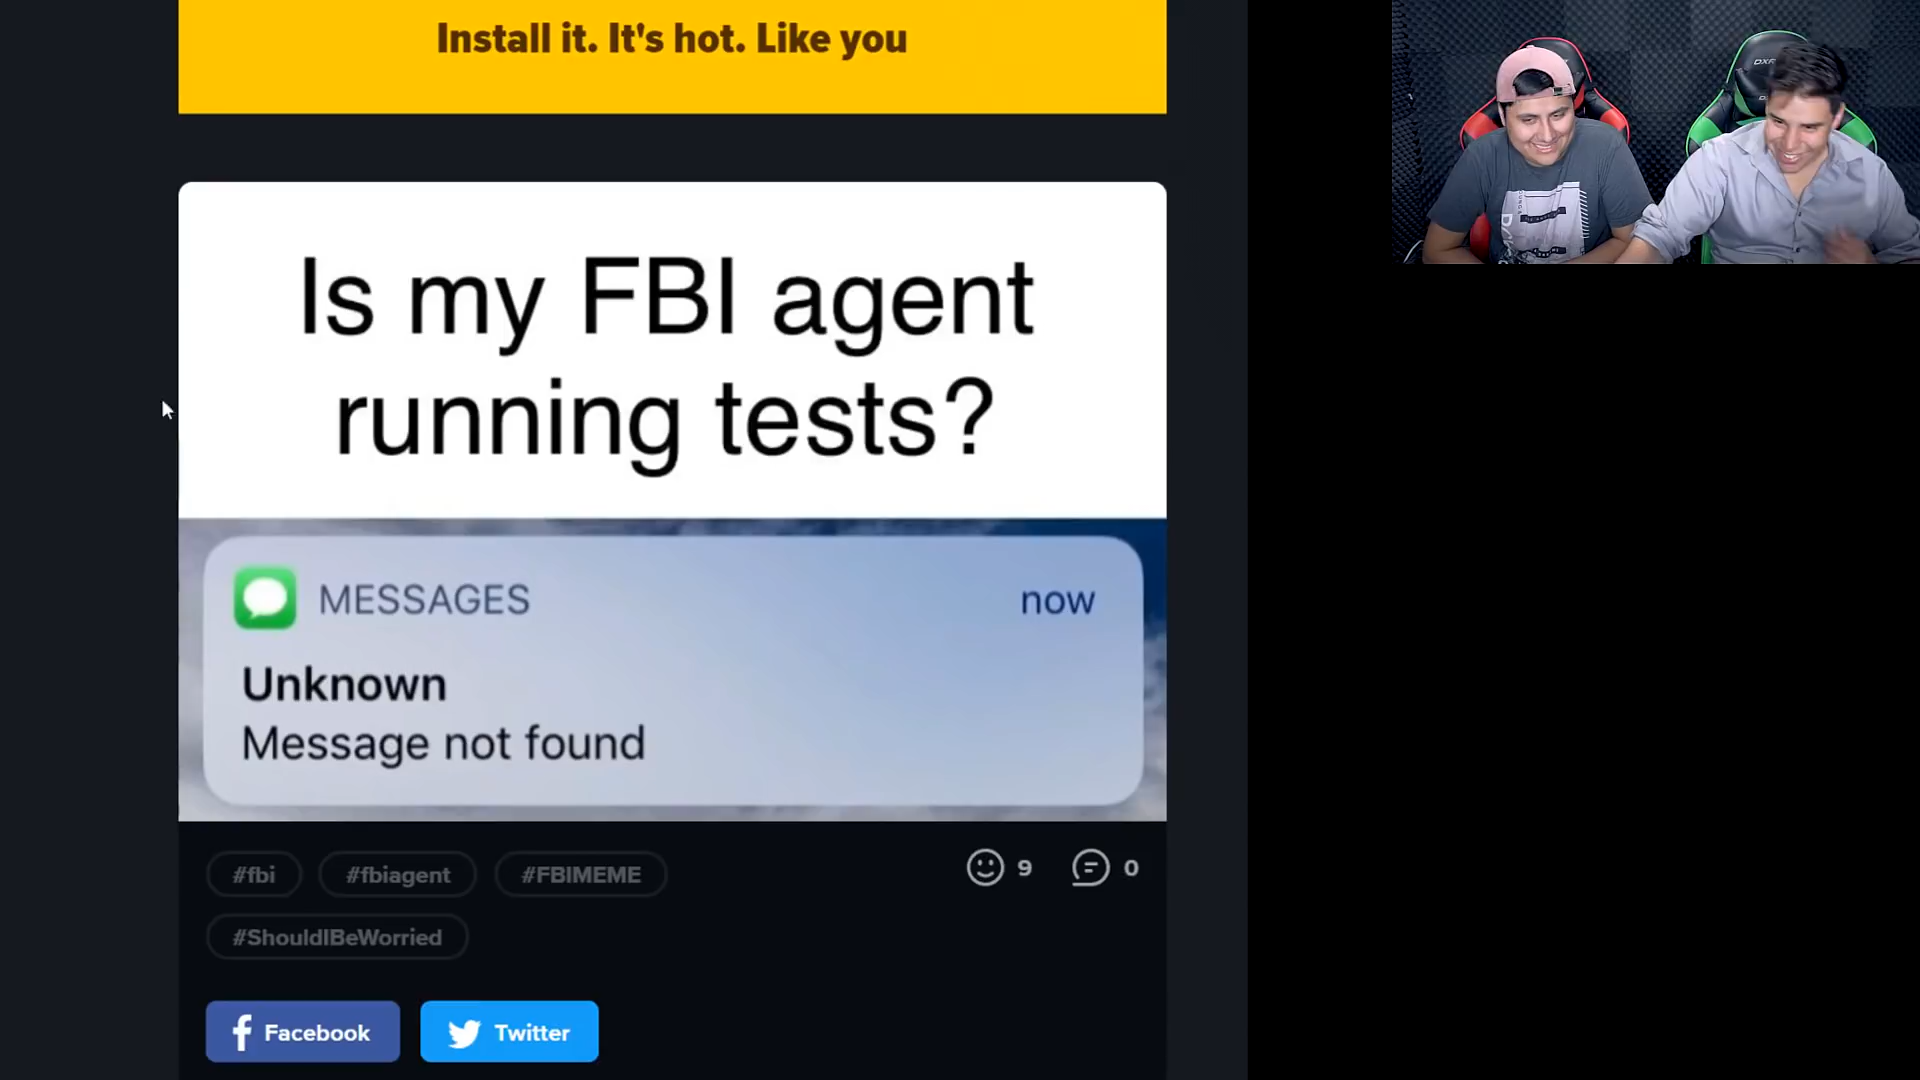 Install it. It's hot. Like you
Is my FBI agent
running tests?
MESSAGES now
Unknown
Message not found
#fbi #fbiagent #FBIMEME 9 0
#ShouldIBeWorried
Facebook Twitter